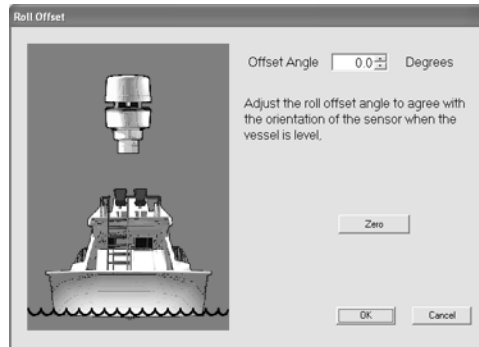 Roll Offset
Offset Angle 0.0 Degrees
Adjust the roll offset angle to agree with
the orientation of the sensor when the
vessel is level.
Zero
OK Cancel